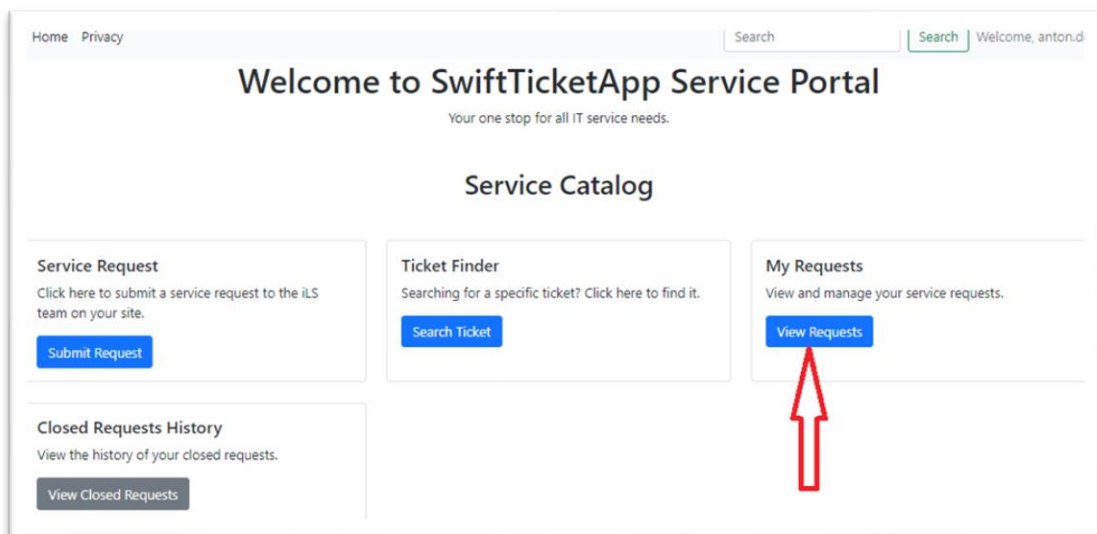 Home Privacy Search Search Welcome, anton.d
Welcome to SwiftTicketApp Service Portal
Your one stop for all IT service needs.
Service Catalog
Service Request
Click here to submit a service request to the iLS
team on your site.
Submit Request
Ticket Finder
Searching for a specific ticket? Click here to find it.
Search Ticket
My Requests
View and manage your service requests.
View Requests
Closed Requests History
View the history of your closed requests.
View Closed Requests